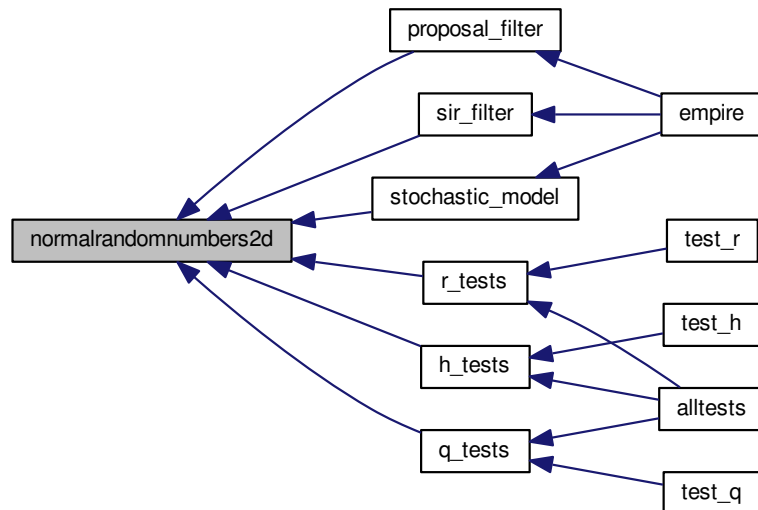 proposal_filter
sir_filter
empire
stochastic_model
normalrandomnumbers2d
test_r
r_tests
test_h
h_tests
alltests
q_tests
test_q